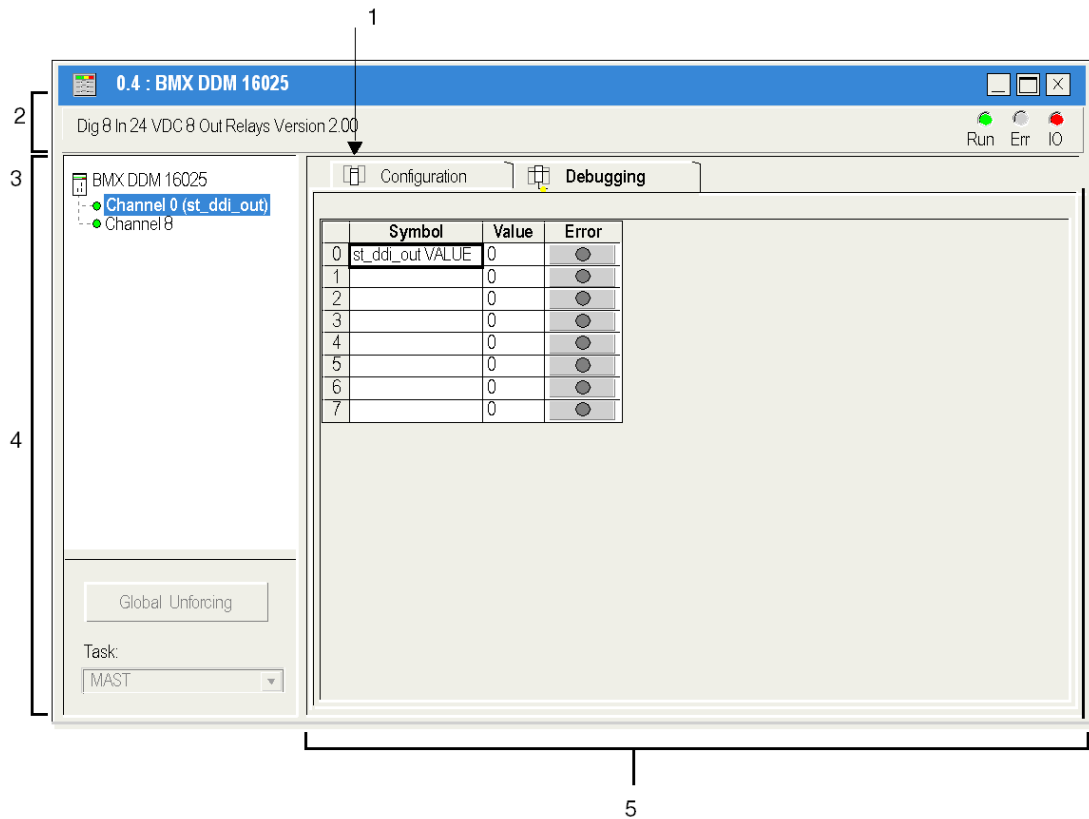 1
0.4 : BMX DDM 16025
2
Dig 8 In 24 VDC 8 Out Relays Version 2.00
Run Err IO
3
BMX DDM 16025
Channel 0 (st_ddi_out)
Channel 8
Configuration
Debugging
Symbol Value Error
0 st_ddi_out VALUE 0
1 0
2 0
3 0
4 0
5 0
6 0
7 0
4
Global Unforcing
Task:
MAST
5